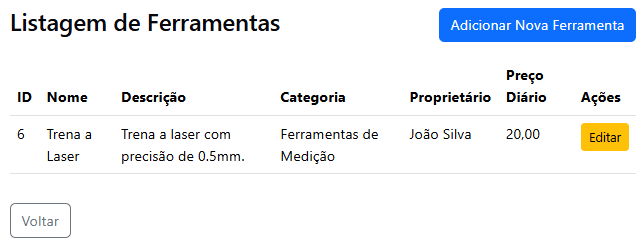 Listagem de Ferramentas
Adicionar Nova Ferramenta
ID Nome Descrição Categoria Proprietário Preço Diário Ações
6 Trena a Laser Trena a laser com precisão de 0.5mm. Ferramentas de Medição João Silva 20,00 Editar
Voltar